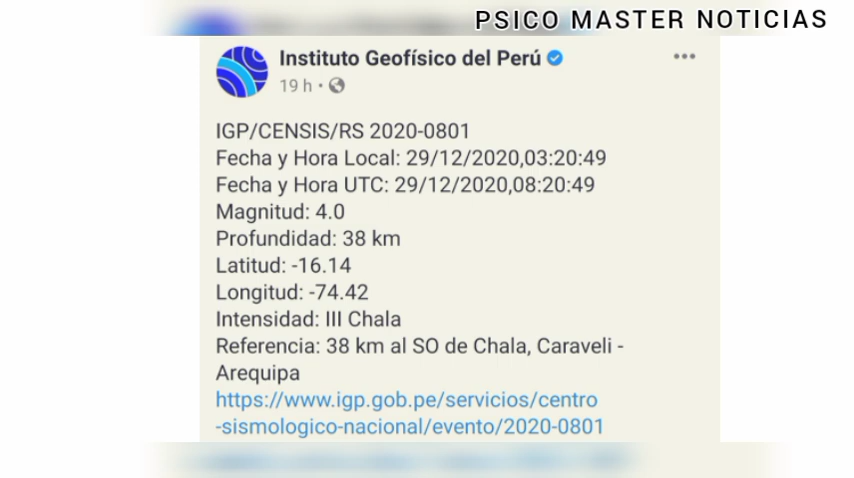 PSICO MASTER NOTICIAS
Instituto Geofísico del Perú
19 h
IGP/CENSIS/RS 2020-0801
Fecha y Hora Local: 29/12/2020,03:20:49
Fecha y Hora UTC: 29/12/2020,08:20:49
Magnitud: 4.0
Profundidad: 38 km
Latitud: -16.14
Longitud: -74.42
Intensidad: III Chala
Referencia: 38 km al SO de Chala, Caraveli -
Arequipa
https://www.igp.gob.pe/servicios/centro
-sismologico-nacional/evento/2020-0801